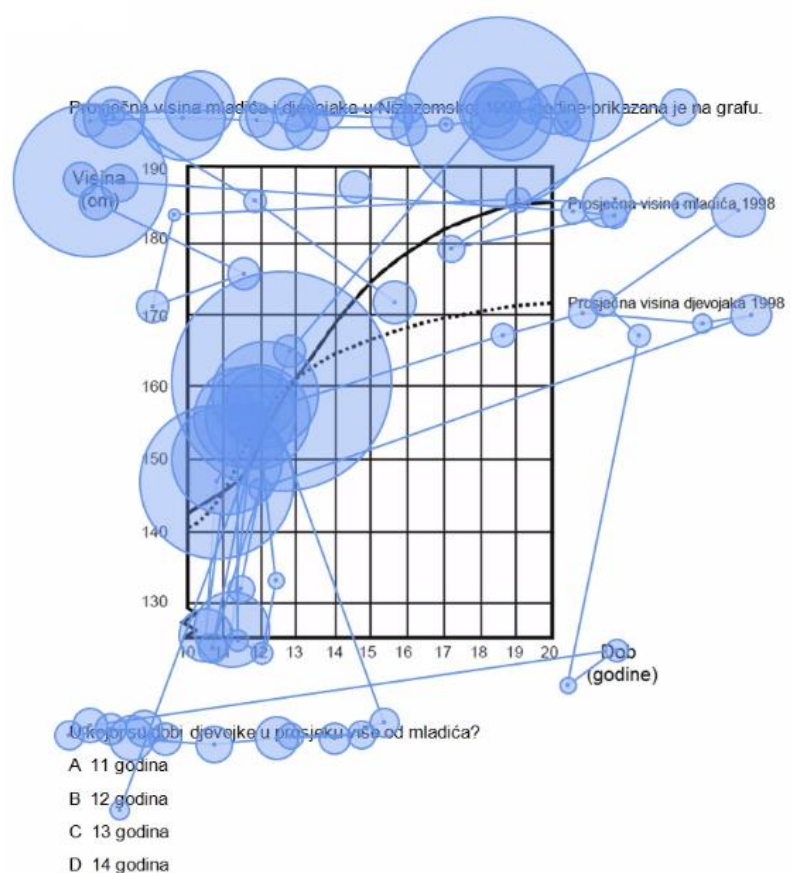 Prosječna visina mladića i djevojaka u Nizozemskoj 1998. godine prikazana je na grafu.
Visina
(cm)
190
180
170
160
150
140
130
Prosječna visina mladića 1998
Prosječna visina djevojaka 1998
10 11 12 13 14 15 16 17 18 19 20
Dob
(godine)
U kojoj su dobi djevojke u prosjeku više od mladića?
A 11 godina
B 12 godina
C 13 godina
D 14 godina